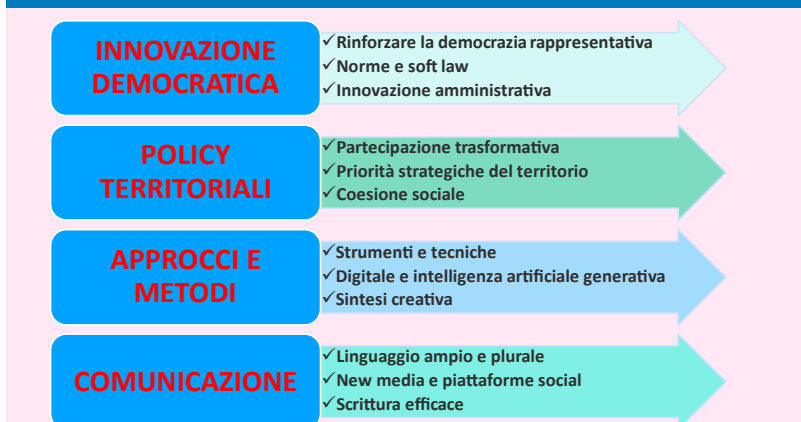 INNOVAZIONE
DEMOCRATICA
✓Rinforzare la democrazia rappresentativa
✓Norme e soft law
✓Innovazione amministrativa
POLICY
TERRITORIALI
✓Partecipazione trasformativa
✓Priorità strategiche del territorio
✓Coesione sociale
APPROCCI E
METODI
✓Strumenti e tecniche
✓Digitale e intelligenza artificiale generativa
✓Sintesi creativa
COMUNICAZIONE
✓Linguaggio ampio e plurale
✓New media e piattaforme social
✓Scrittura efficace